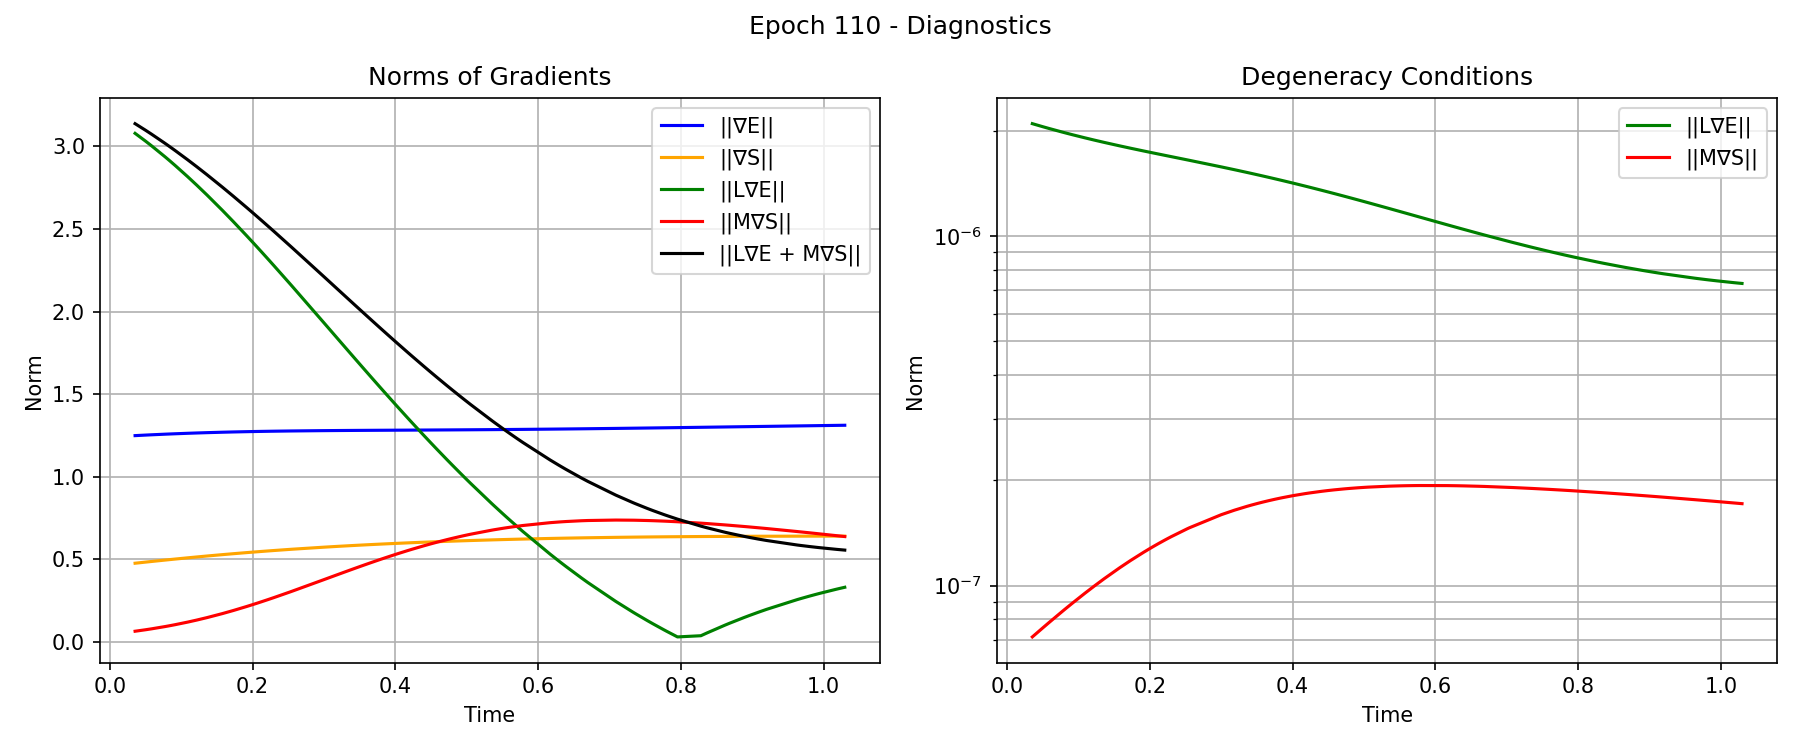 Epoch 110 - Diagnostics
Norms of Gradients
||∇E||
||∇S||
||L∇E||
||M∇S||
||L∇E + M∇S||
Norm
3.0
2.5
2.0
1.5
1.0
0.5
0.0
0.0 0.2 0.4 0.6 0.8 1.0
Time
Degeneracy Conditions
||L∇E||
||M∇S||
Norm
10⁻⁶
10⁻⁷
0.0 0.2 0.4 0.6 0.8 1.0
Time